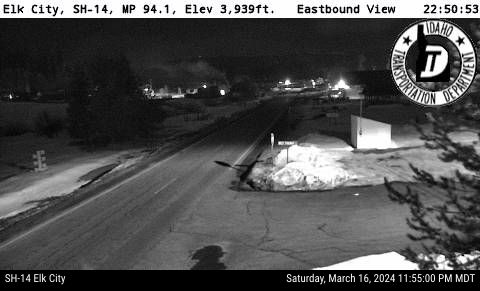 Elk City, SH-14, MP 94.1, Elev 3,939ft. Eastbound View 22:50:53
IDAHO
TRANSPORTATION DEPARTMENT
SH-14 Elk City
Saturday, March 16, 2024 11:55:00 PM MDT